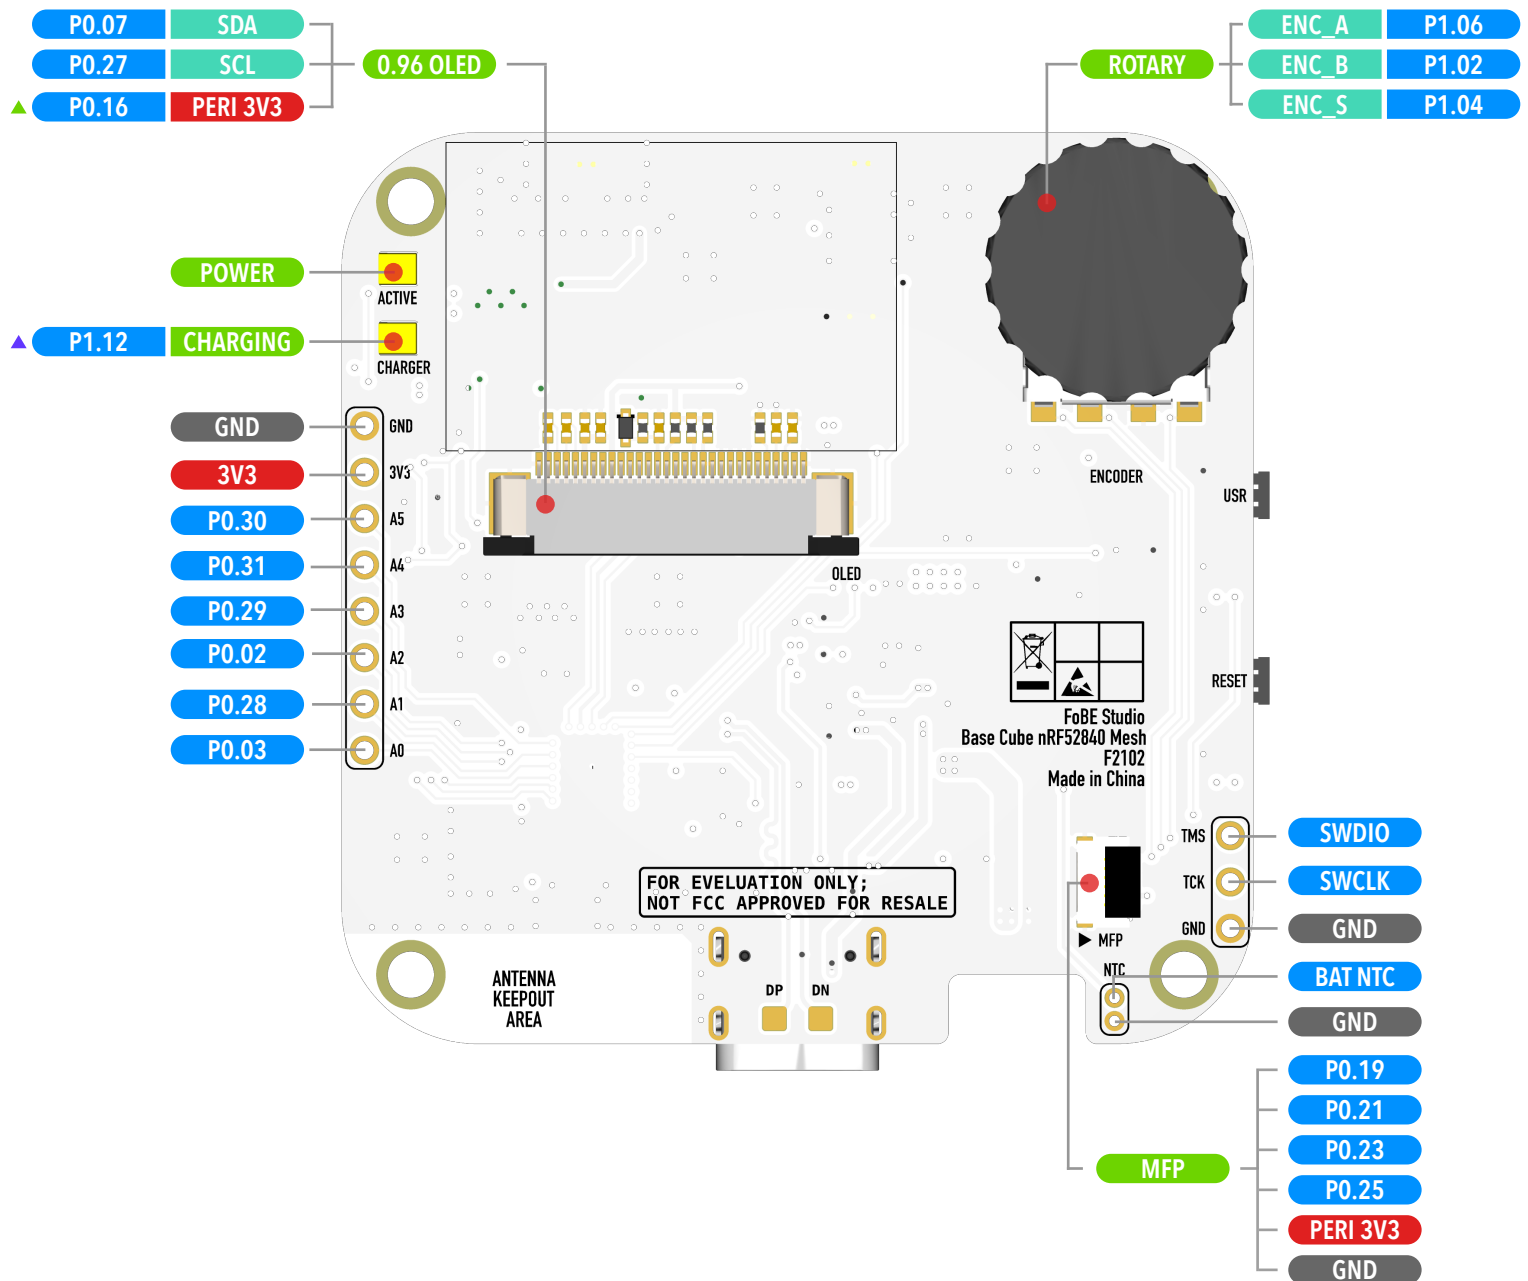 P0.07 SDA
P0.27 SCL
P0.16 PERI 3V3
0.96 OLED
ROTARY
ENC_A P1.06
ENC_B P1.02
ENC_S P1.04
POWER
ACTIVE
P1.12 CHARGING
CHARGER
GND GND
3V3 3V3
P0.30 A5
P0.31 A4
P0.29 A3
P0.02 A2
P0.28 A1
P0.03 A0
ENCODER
USR
OLED
RESET
FoBE Studio
Base Cube nRF52840 Mesh
F2102
Made in China
TMS SWDIO
TCK SWCLK
GND GND
FOR EVELUATION ONLY;
NOT FCC APPROVED FOR RESALE
MFP
NTC
BAT NTC
GND
ANTENNA
KEEPOUT
AREA
DP DN
MFP
P0.19
P0.21
P0.23
P0.25
PERI 3V3
GND